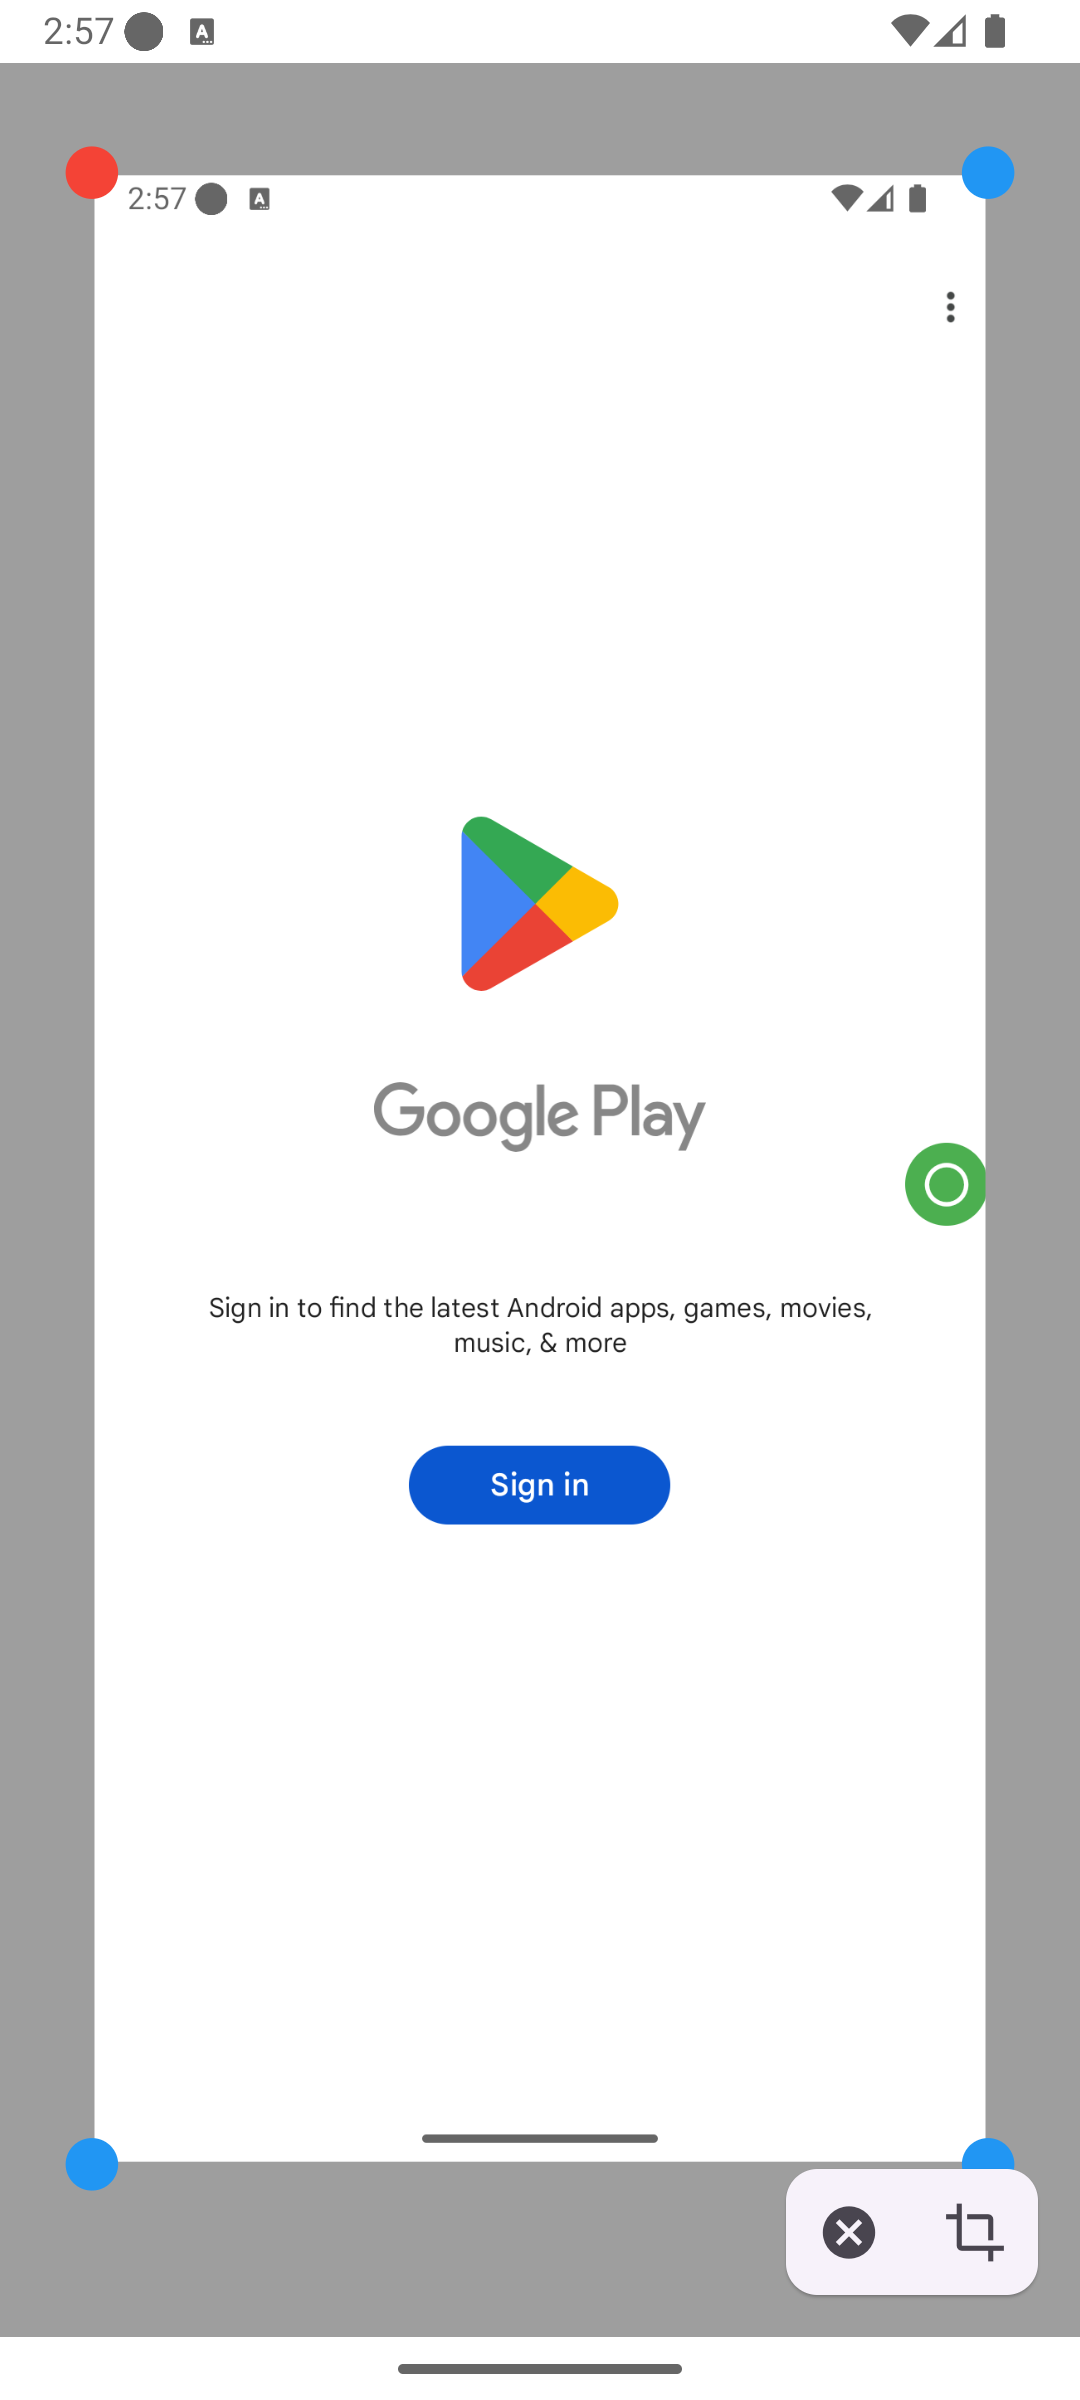 2:57
2:57
Google Play
Sign in to find the latest Android apps, games, movies,
music, & more
Sign in